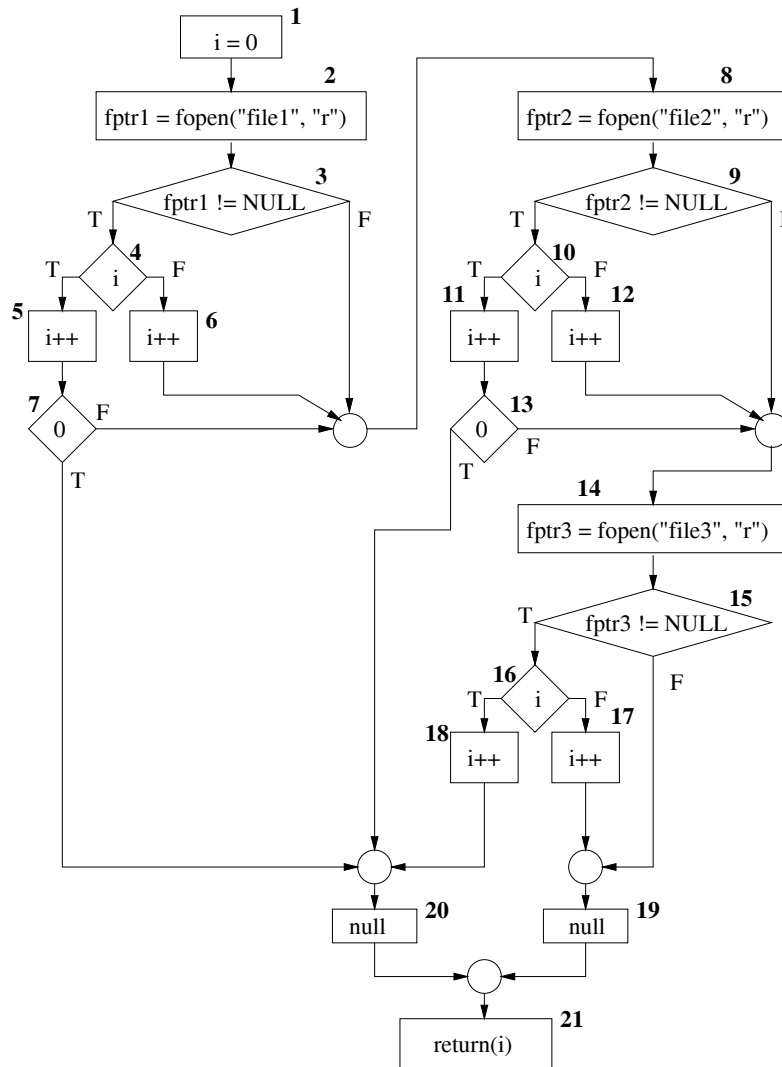 1
i = 0
2
fptr1 = fopen("file1", "r")
3
fptr1 != NULL
T
F
4
i
T
F
5
i++
6
i++
7
0
F
T
8
fptr2 = fopen("file2", "r")
9
fptr2 != NULL
T
F
10
i
T
F
11
i++
12
i++
13
0
T
F
14
fptr3 = fopen("file3", "r")
15
fptr3 != NULL
T
F
16
i
T
F
18
i++
17
i++
20
null
19
null
21
return(i)